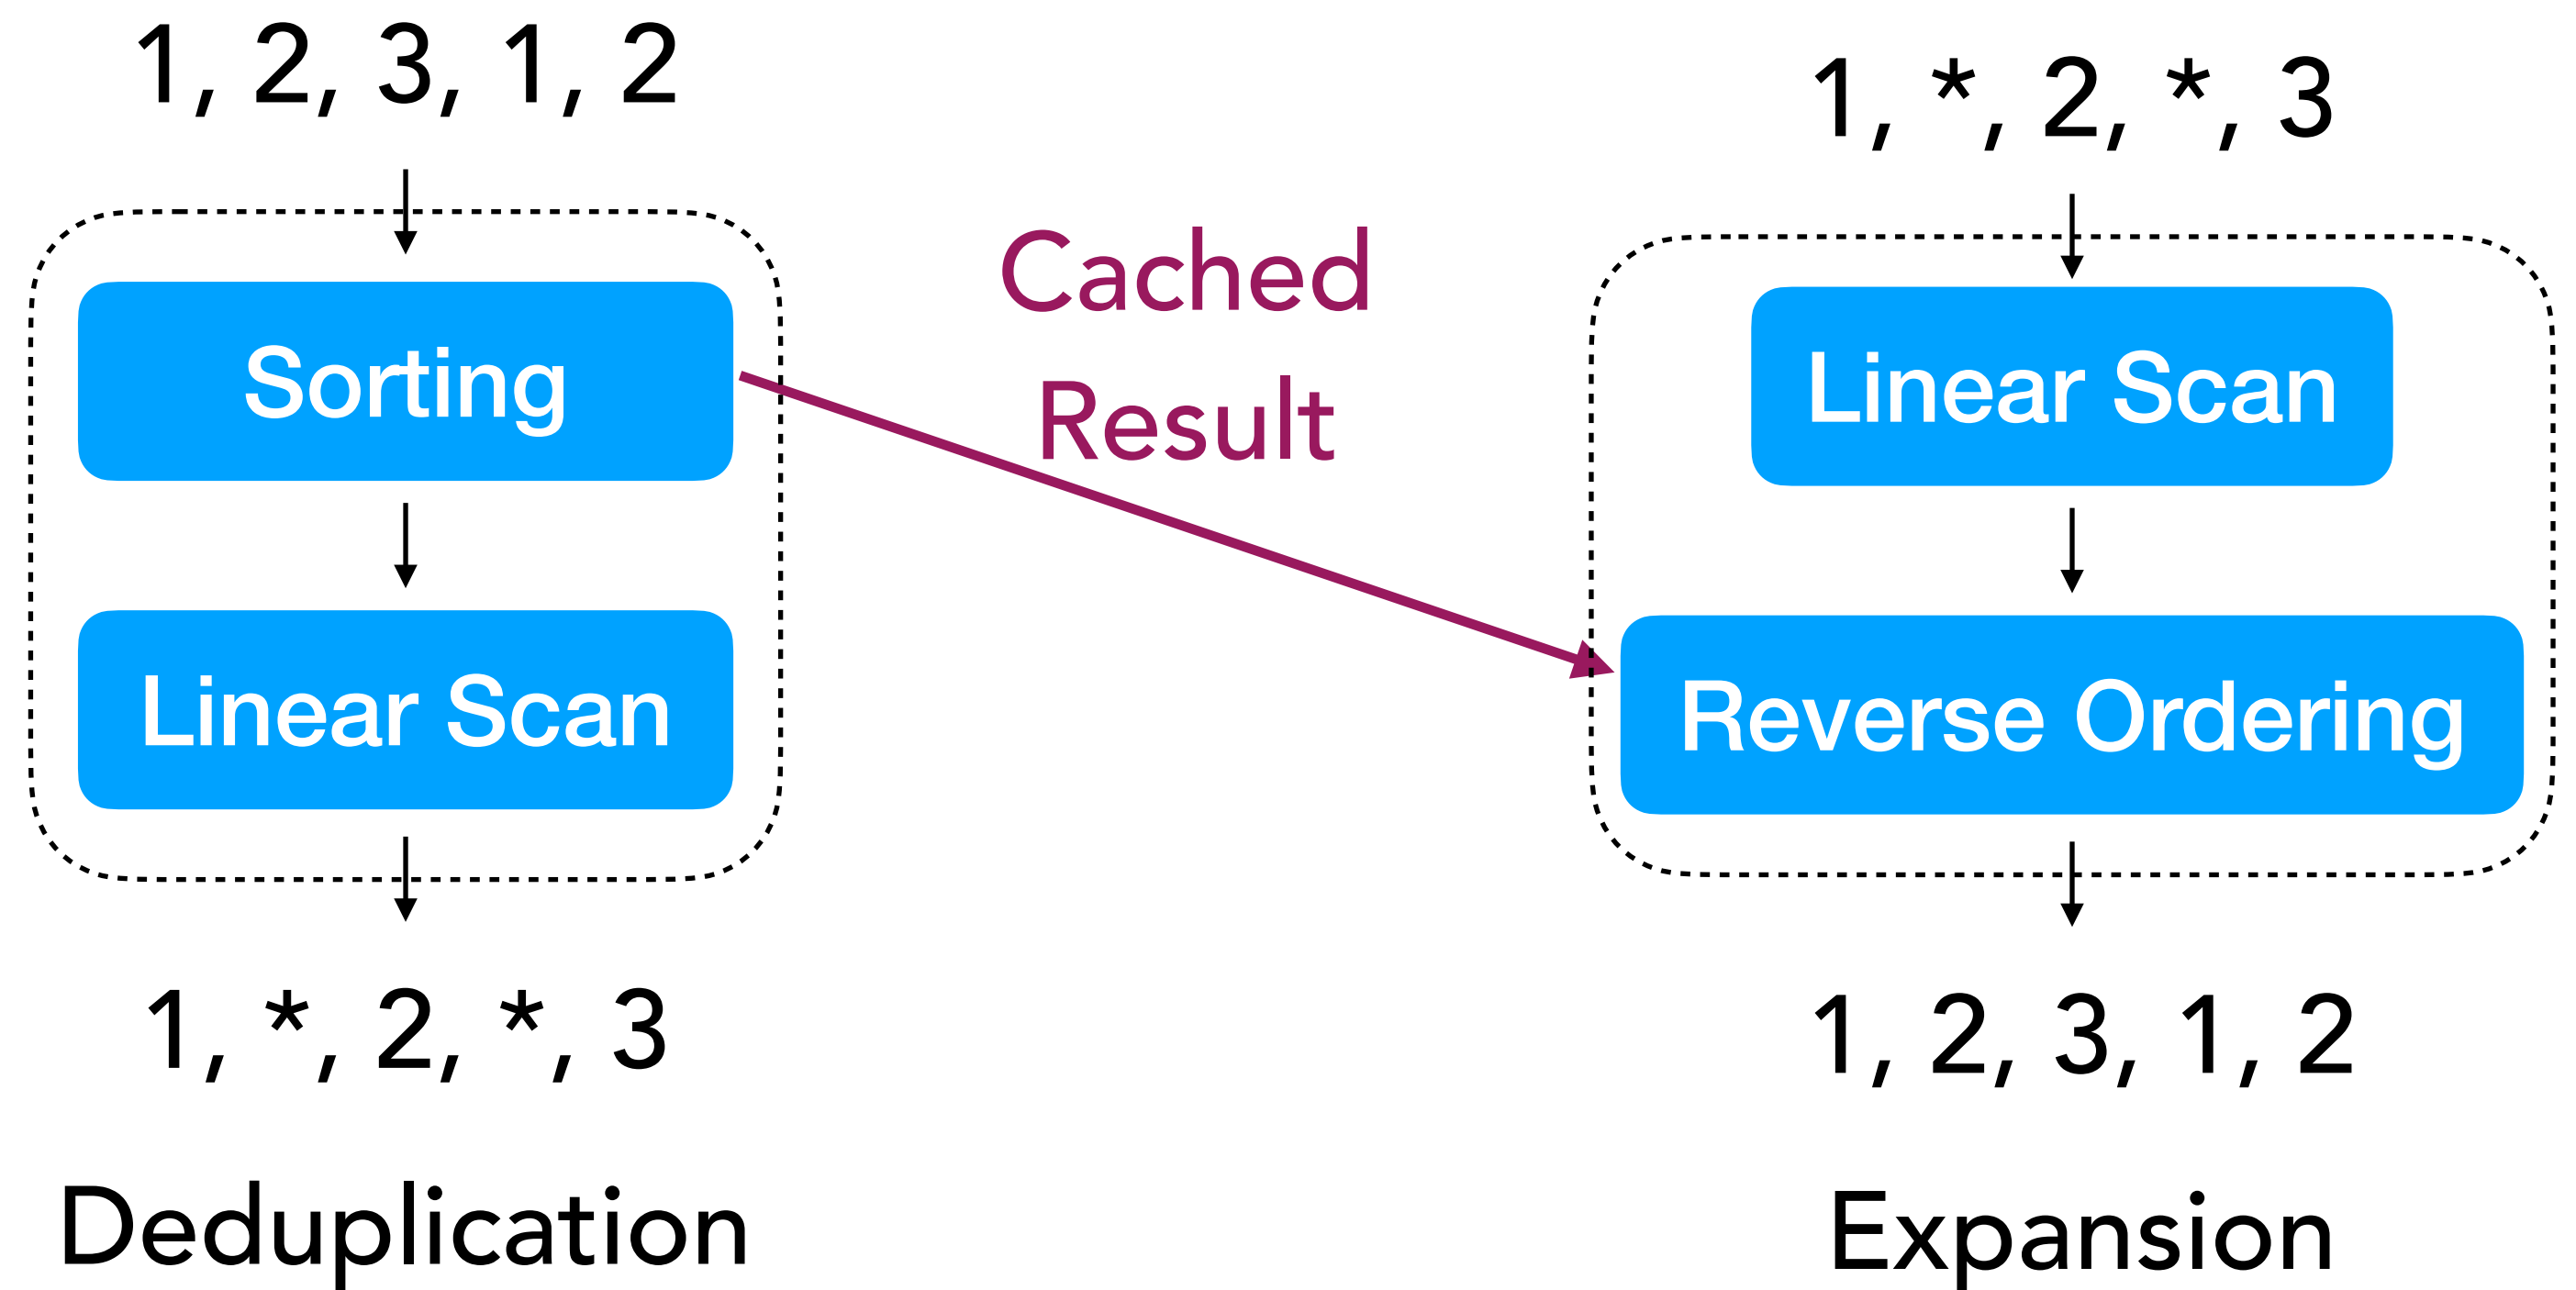 1, 2, 3, 1, 2
Sorting
Linear Scan
1, *, 2, *, 3
Deduplication
Cached
Result
1, *, 2, *, 3
Linear Scan
Reverse Ordering
1, 2, 3, 1, 2
Expansion